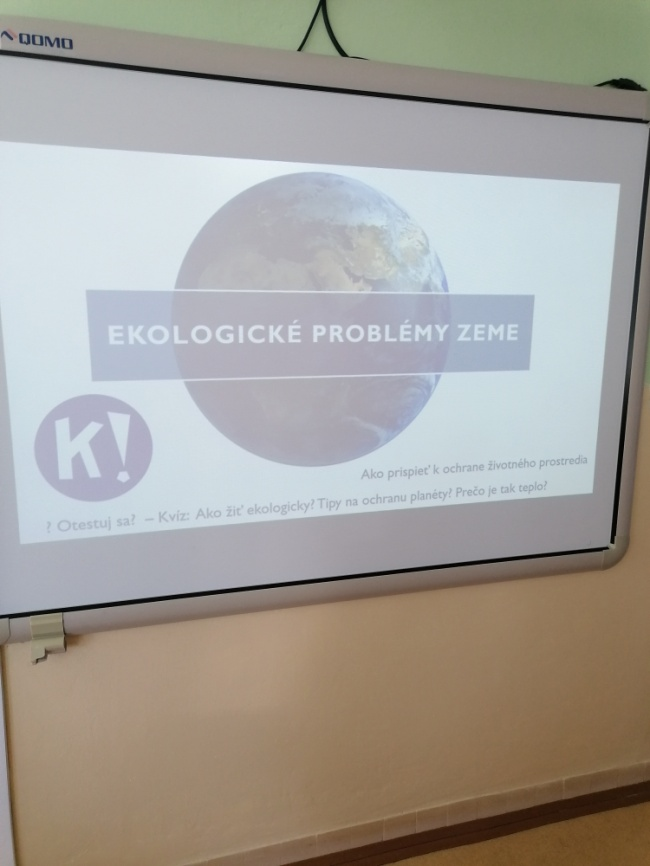 QOMO
EKOLOGICKÉ PROBLÉMY ZEME
K!
Ako prispieť k ochrane životného prostredia
? Otestuj sa? – Kvíz: Ako žiť ekologicky? Tipy na ochranu planéty? Prečo je tak teplo?